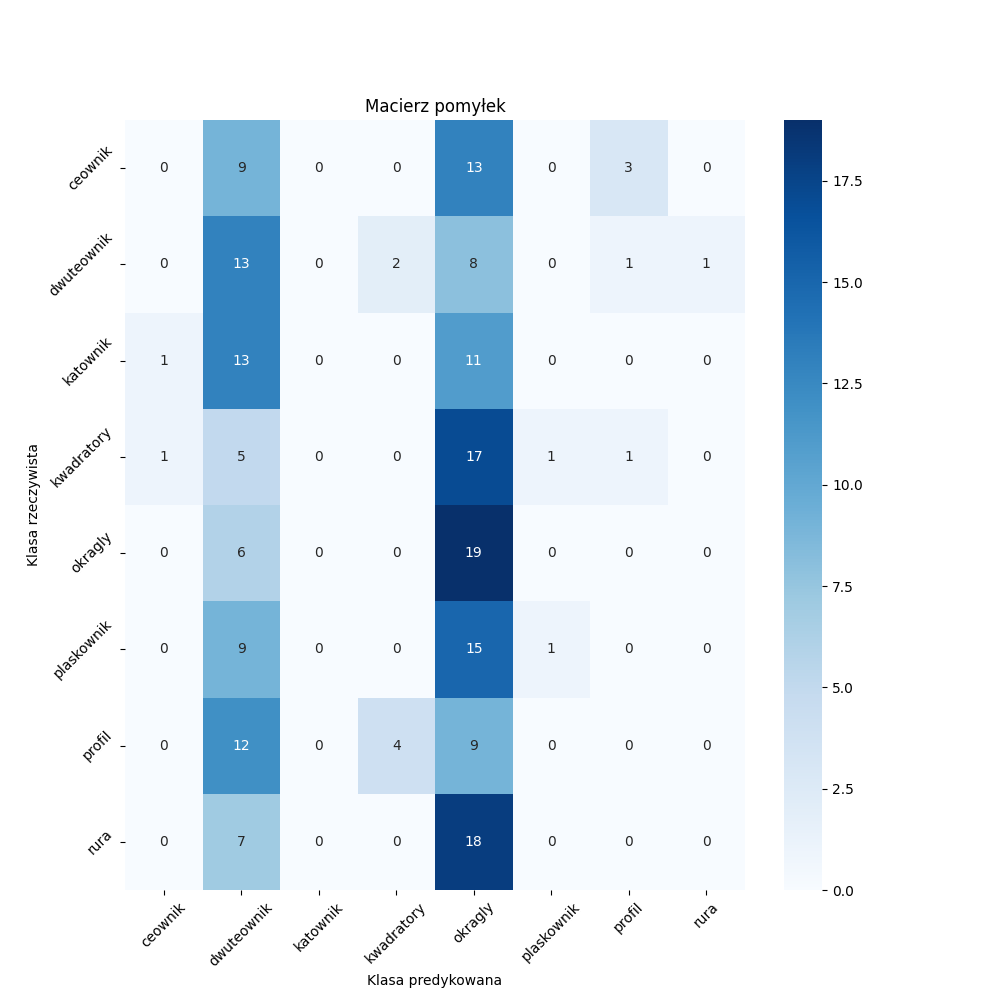 Macierz pomyłek
Klasa rzeczywista
ceownik 0 9 0 0 13 0 3 0
dwuteownik 0 13 0 2 8 0 1 1
katownik 1 13 0 0 11 0 0 0
kwadratory 1 5 0 0 17 1 1 0
okragly 0 6 0 0 19 0 0 0
plaskownik 0 9 0 0 15 1 0 0
profil 0 12 0 4 9 0 0 0
rura 0 7 0 0 18 0 0 0
ceownik dwuteownik katownik kwadratory okragly plaskownik profil rura
Klasa predykowana
17.5
15.0
12.5
10.0
7.5
5.0
2.5
0.0